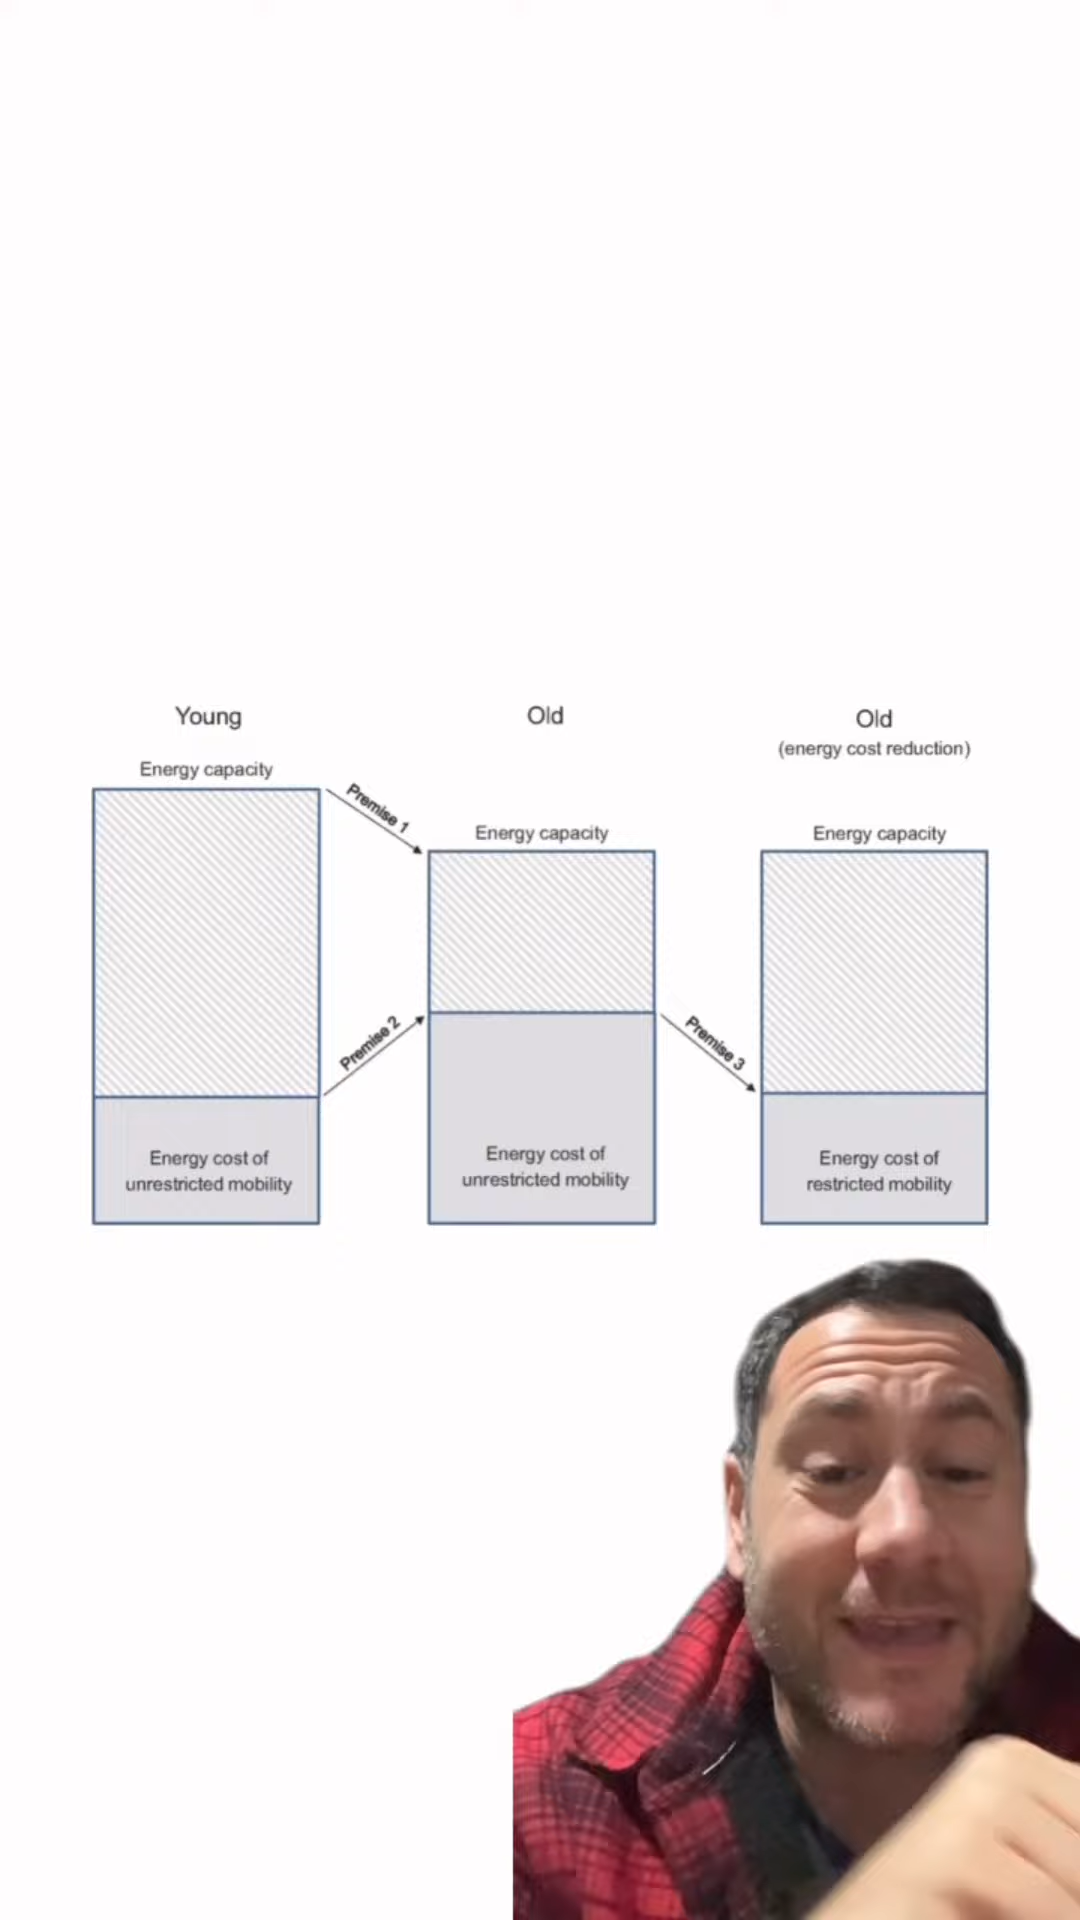 Young
Old
Old
(energy cost reduction)
Energy capacity
Premise 1
Energy capacity
Energy capacity
Premise 2
Premise 3
Energy cost of
unrestricted mobility
Energy cost of
unrestricted mobility
Energy cost of
restricted mobility